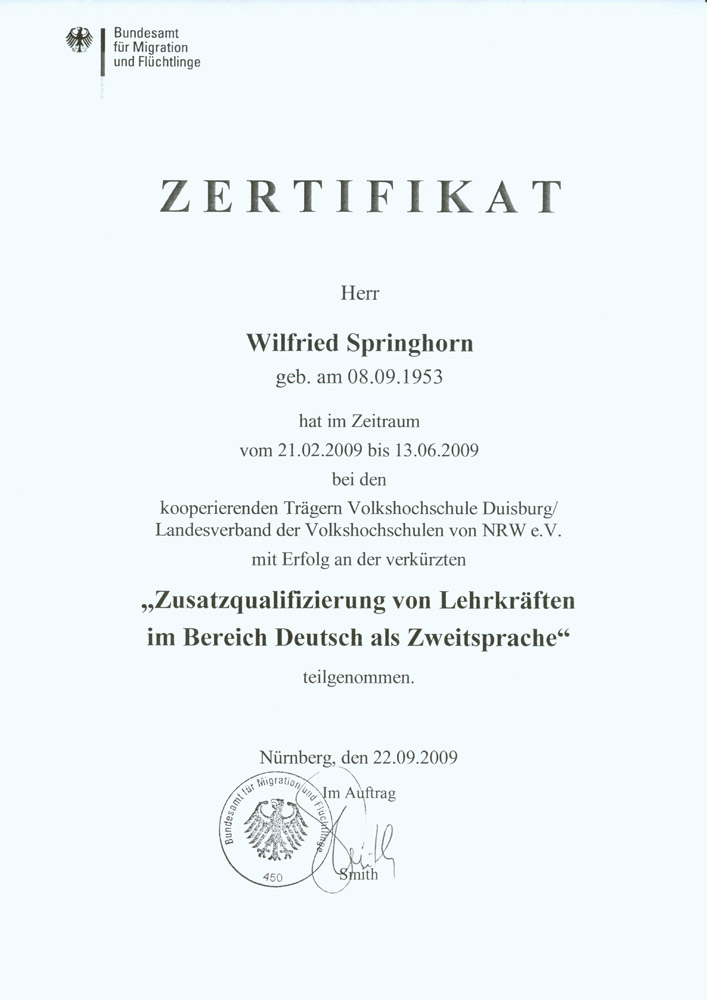 Bundesamt
für Migration
und Flüchtlinge
ZERTIFIKAT
Herr
Wilfried Springhorn
geb. am 08.09.1953
hat im Zeitraum
vom 21.02.2009 bis 13.06.2009
bei den
kooperierenden Trägern Volkshochschule Duisburg/
Landesverband der Volkshochschulen von NRW e.V.
mit Erfolg an der verkürzten
„Zusatzqualifizierung von Lehrkräften
im Bereich Deutsch als Zweitsprache“
teilgenommen.
Nürnberg, den 22.09.2009
Im Auftrag
Bundesamt für Migration und Flüchtlinge
450
Smith
Smith